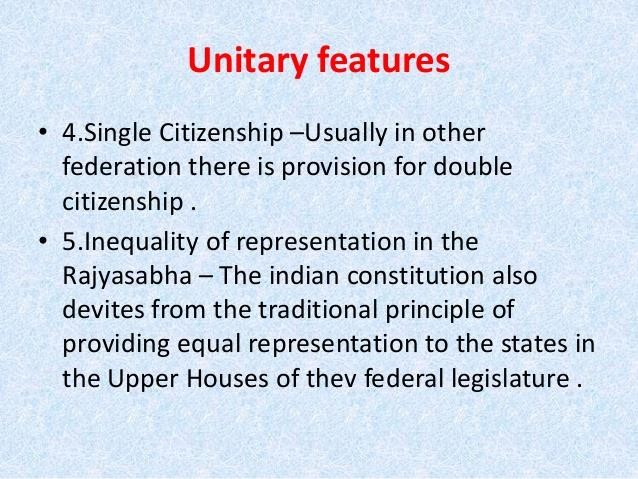 Unitary features
• 4.Single Citizenship –Usually in other
federation there is provision for double
citizenship .
• 5.Inequality of representation in the
Rajyasabha – The indian constitution also
devites from the traditional principle of
providing equal representation to the states in
the Upper Houses of thev federal legislature .